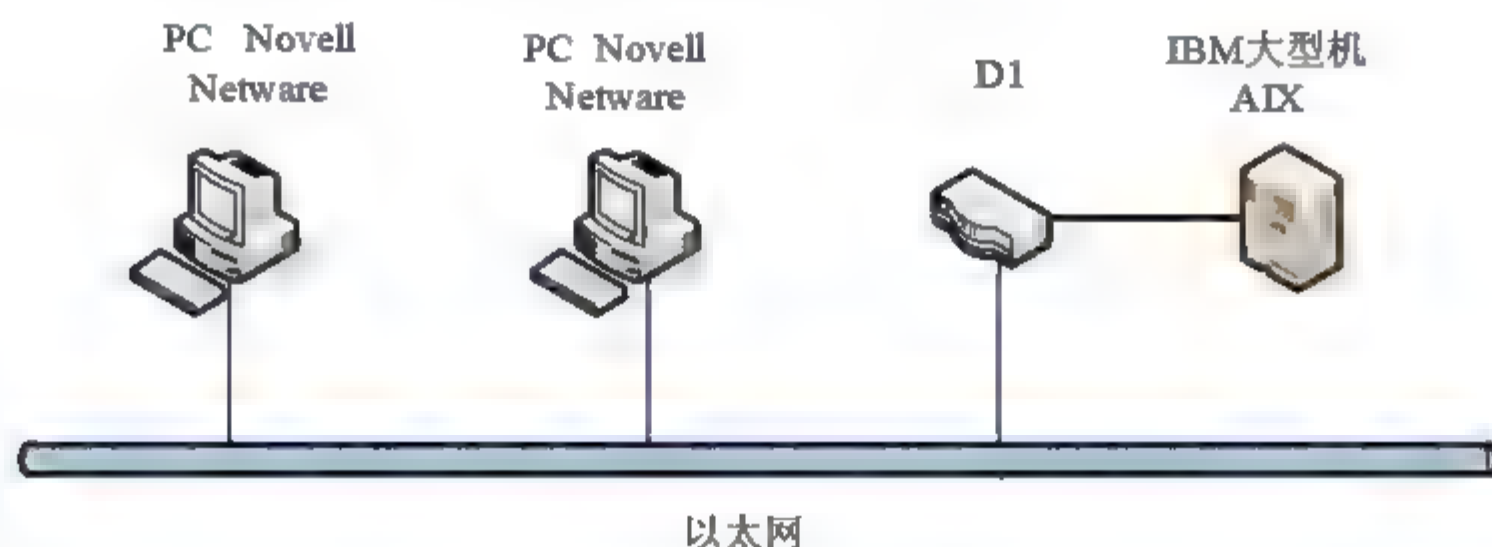 PC Novell
Netware
PC Novell
Netware
D1
IBM大型机
AIX
以太网